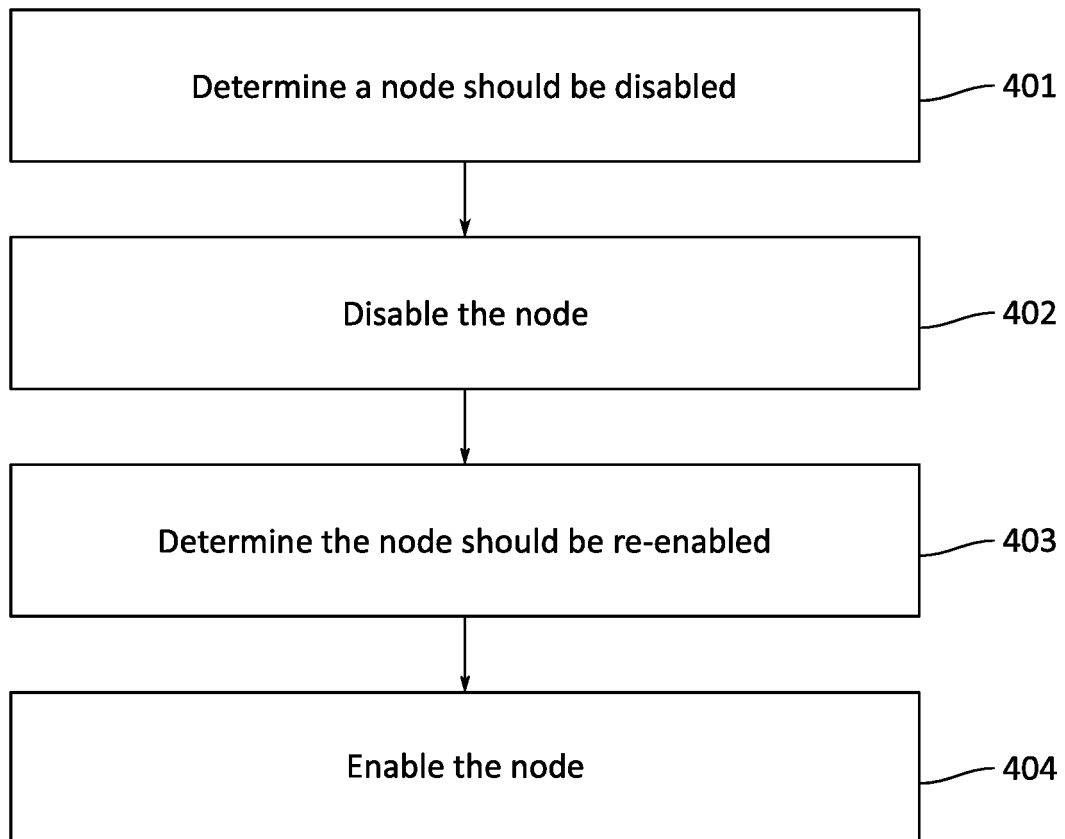 Determine a node should be disabled
401
Disable the node
402
Determine the node should be re-enabled
403
Enable the node
404